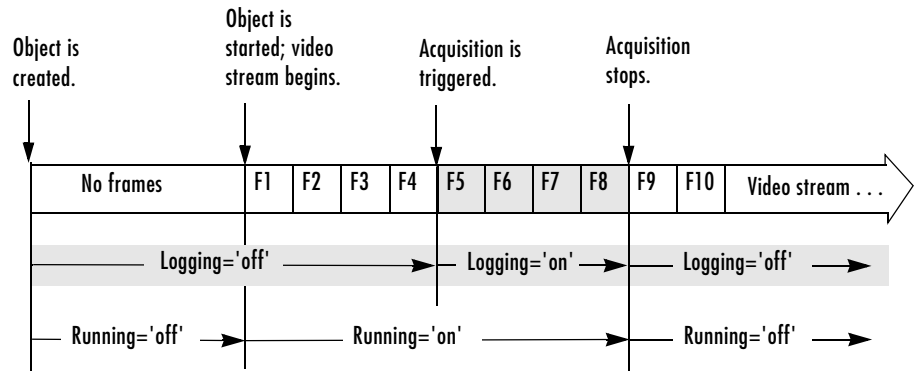 Object is
created.
Object is
started; video
stream begins.
Acquisition is
triggered.
Acquisition
stops.
No frames
F1
F2
F3
F4
F5
F6
F7
F8
F9
F10
Video stream . . .
Logging='off'
Logging='on'
Logging='off'
Running='off'
Running='on'
Running='off'